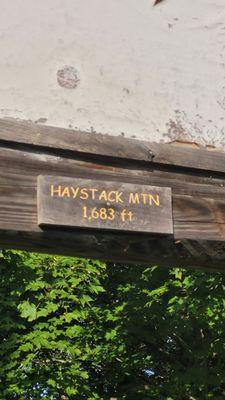 HAYSTACK MTN
1,683 ft